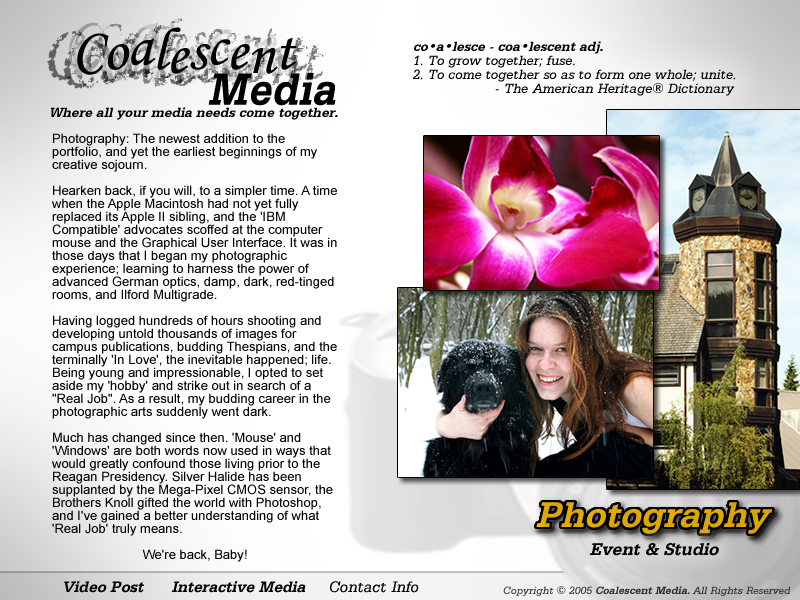 Coalescent
Media
Where all your media needs come together.
Photography: The newest addition to the
portfolio, and yet the earliest beginnings of my
creative sojourn.
Hearken back, if you will, to a simpler time. A time
when the Apple Macintosh had not yet fully
replaced its Apple II sibling, and the 'IBM
Compatible' advocates scoffed at the computer
mouse and the Graphical User Interface. It was in
those days that I began my photographic
experience; learning to harness the power of
advanced German optics, damp, dark, red-tinged
rooms, and Ilford Multigrade.
Having logged hundreds of hours shooting and
developing untold thousands of images for
campus publications, budding Thespians, and the
terminally 'In Love', the inevitable happened; life.
Being young and impressionable, I opted to set
aside my 'hobby' and strike out in search of a
"Real Job". As a result, my budding career in the
photographic arts suddenly went dark.
Much has changed since then. 'Mouse' and
'Windows' are both words now used in ways that
would greatly confound those living prior to the
Reagan Presidency. Silver Halide has been
supplanted by the Mega-Pixel CMOS sensor, the
Brothers Knoll gifted the world with Photoshop,
and I've gained a better understanding of what
'Real Job' truly means.
We're back, Baby!
co•a•lesce - coa•lescent adj.
1. To grow together; fuse.
2. To come together so as to form one whole; unite.
- The American Heritage® Dictionary
Photography
Event & Studio
Video Post Interactive Media Contact Info
Copyright © 2005 Coalescent Media. All Rights Reserved